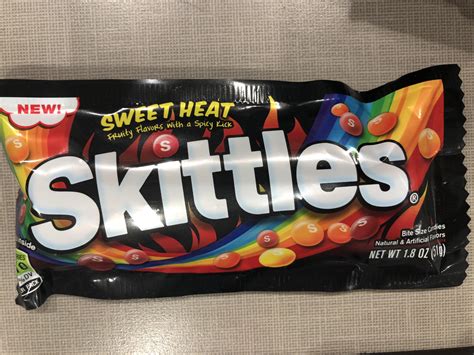 NEW!
SWEET HEAT
Fruity Flavors With a Spicy Kick
Skittles®
Bite Size Candies
Natural & Artificial Flavors
NET WT 1.8 OZ (51g)